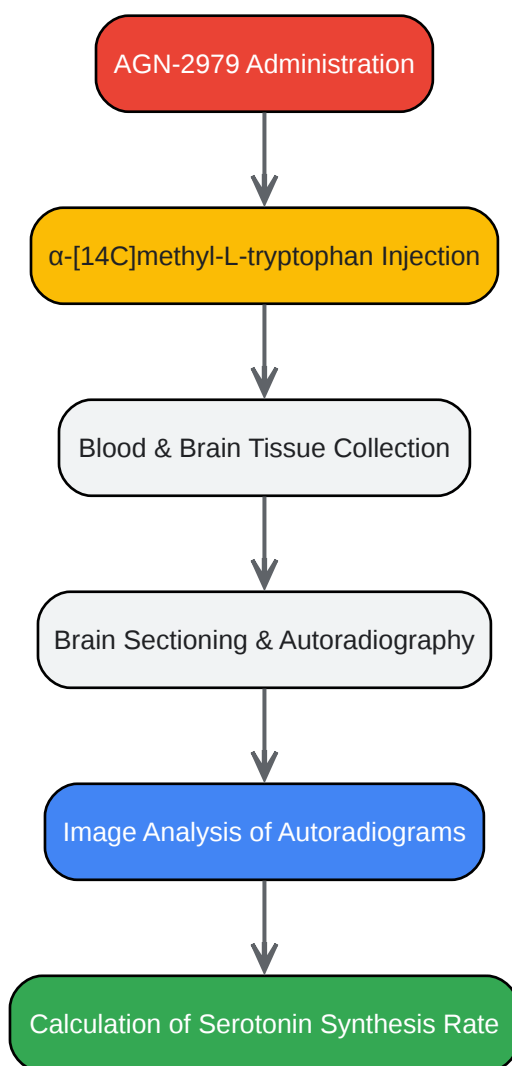 AGN-2979 Administration
α-[14C]methyl-L-tryptophan Injection
Blood & Brain Tissue Collection
Brain Sectioning & Autoradiography
Image Analysis of Autoradiograms
Calculation of Serotonin Synthesis Rate